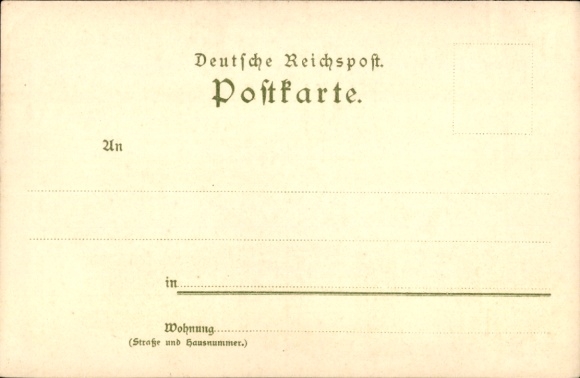 Deutsche Reichspost.
Postkarte.
An
in
Wohnung
(Straße und Hausnummer.)